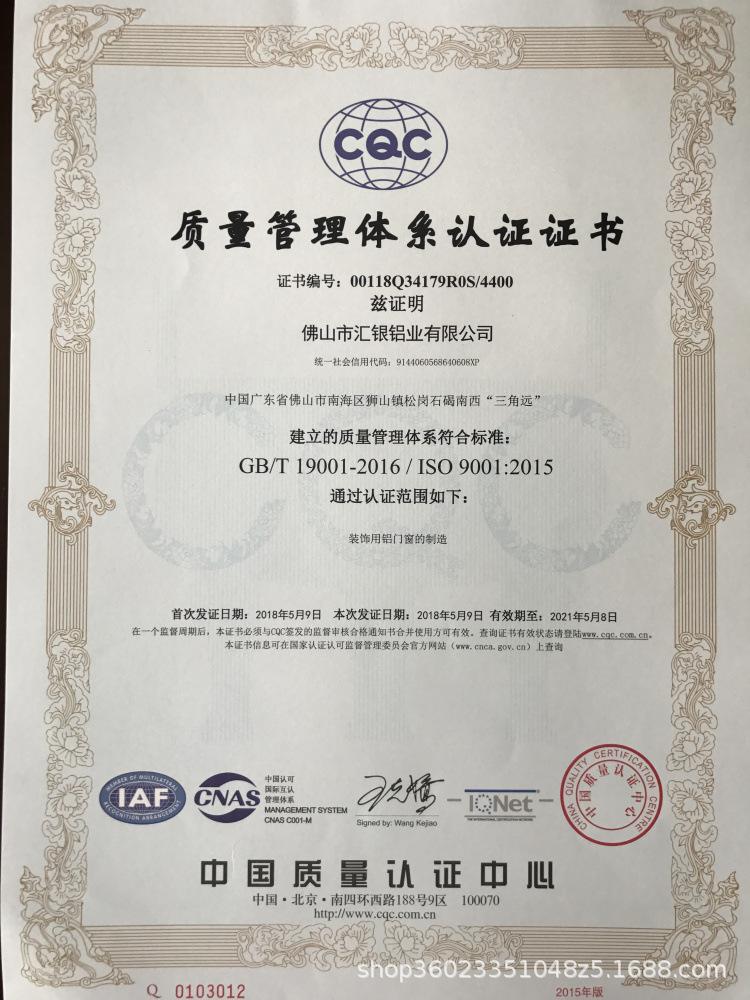 CQC
质量管理体系认证证书
证书编号：00118Q34179R0S/4400
兹证明
佛山市汇银铝业有限公司
统一社会信用代码：9144060568640608XP
中国广东省佛山市南海区狮山镇松岗石碣南西“三角远”
建立的质量管理体系符合标准：
GB/T 19001-2016 / ISO 9001:2015
通过认证范围如下：
装饰用铝门窗的制造
首次发证日期：2018年5月9日 本次发证日期：2018年5月9日 有效期至：2021年5月8日
在一个监督周期后，本证书必须与CQC签发的监督审核合格通知书合并使用方可有效。查询证书有效状态请登陆www.cqc.com.cn。
本证书信息可在国家认证认可监督管理委员会官方网站（www.cnca.gov.cn）上查询
MEMBER OF MULTILATERAL
IAF
RECOGNITION ARRANGEMENT
CNAS
中国认可
国际互认
管理体系
MANAGEMENT SYSTEM
CNAS C001-M
王克娇
Signed by: Wang Kejiao
IQNet
THE INTERNATIONAL CERTIFICATION NETWORK
CHINA QUALITY CERTIFICATION CENTRE
中国质量认证中心
中国质量认证中心
中国·北京·南四环西路188号9区 100070
http://www.cqc.com.cn
Q 0103012
2015年版
shop360233510​48z5.1688.com